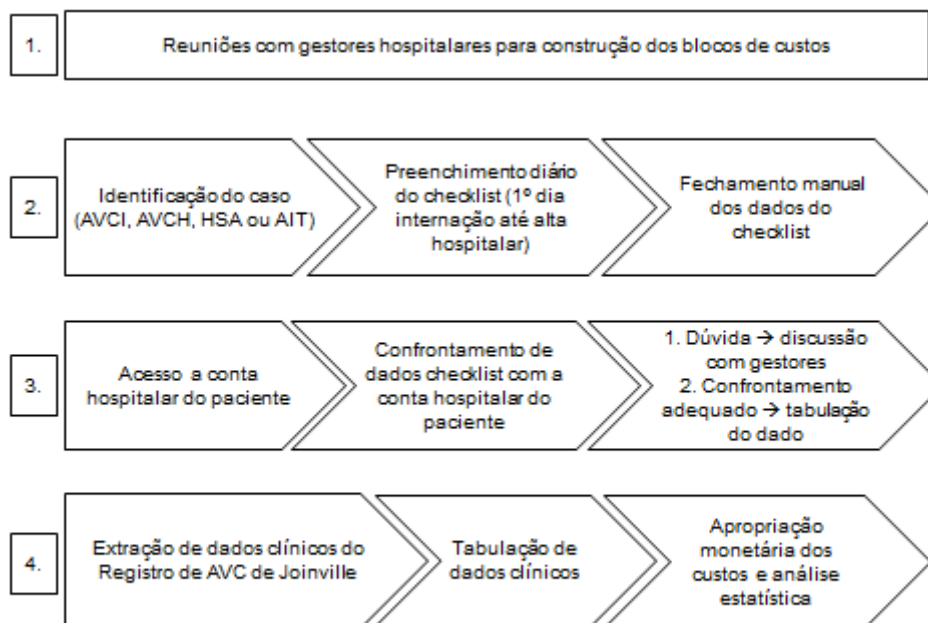 1.
Reuniões com gestores hospitalares para construção dos blocos de custos
2.
Identificação do caso
(AVCI, AVCH, HSA ou AIT)
Preenchimento diário
do checklist (1º dia
internação até alta
hospitalar)
Fechamento manual
dos dados do
checklist
3.
Acesso a conta
hospitalar do paciente
Confrontamento de
dados checklist com a
conta hospitalar do
paciente
1. Dúvida → discussão
com gestores
2. Confrontamento
adequado → tabulação
do dado
4.
Extração de dados clínicos do
Registro de AVC de Joinville
Tabulação de
dados clínicos
Apropriação
monetária dos
custos e análise
estatística